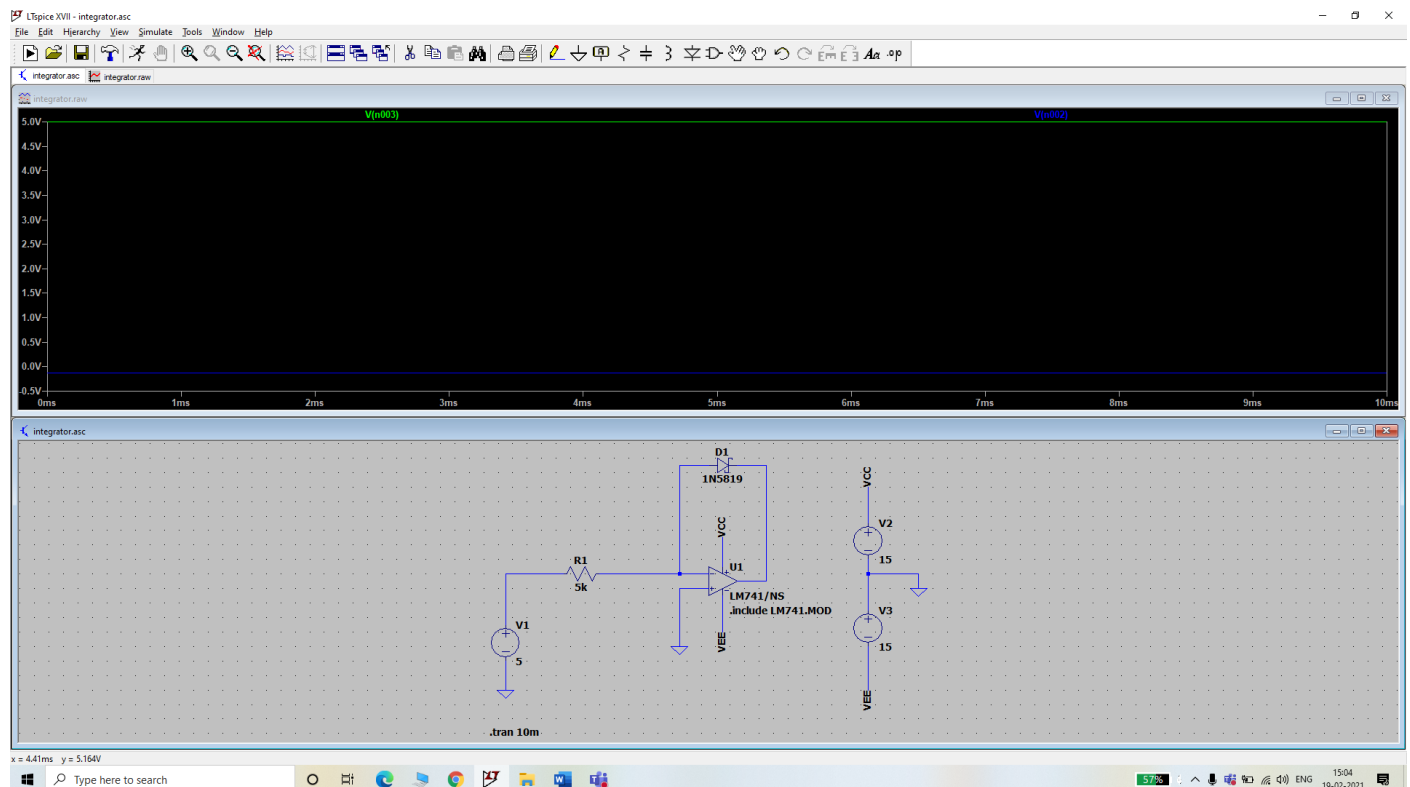 LTspice XVII - integrator.asc
File Edit Hierarchy View Simulate Tools Window Help
integrator.asc integrator.raw
integrator.raw
V(n003) V(n002)
5.0V
4.5V
4.0V
3.5V
3.0V
2.5V
2.0V
1.5V
1.0V
0.5V
0.0V
-0.5V
0ms 1ms 2ms 3ms 4ms 5ms 6ms 7ms 8ms 9ms 10ms
integrator.asc
D1
1N5819
VCC
VCC
V2
15
R1
5k
U1
LM741/NS
.include LM741.MOD
VEE
V1
5
V3
15
VEE
.tran 10m
x = 4.41ms y = 5.164V
Type here to search
57%
ENG
15:04
19-02-2021